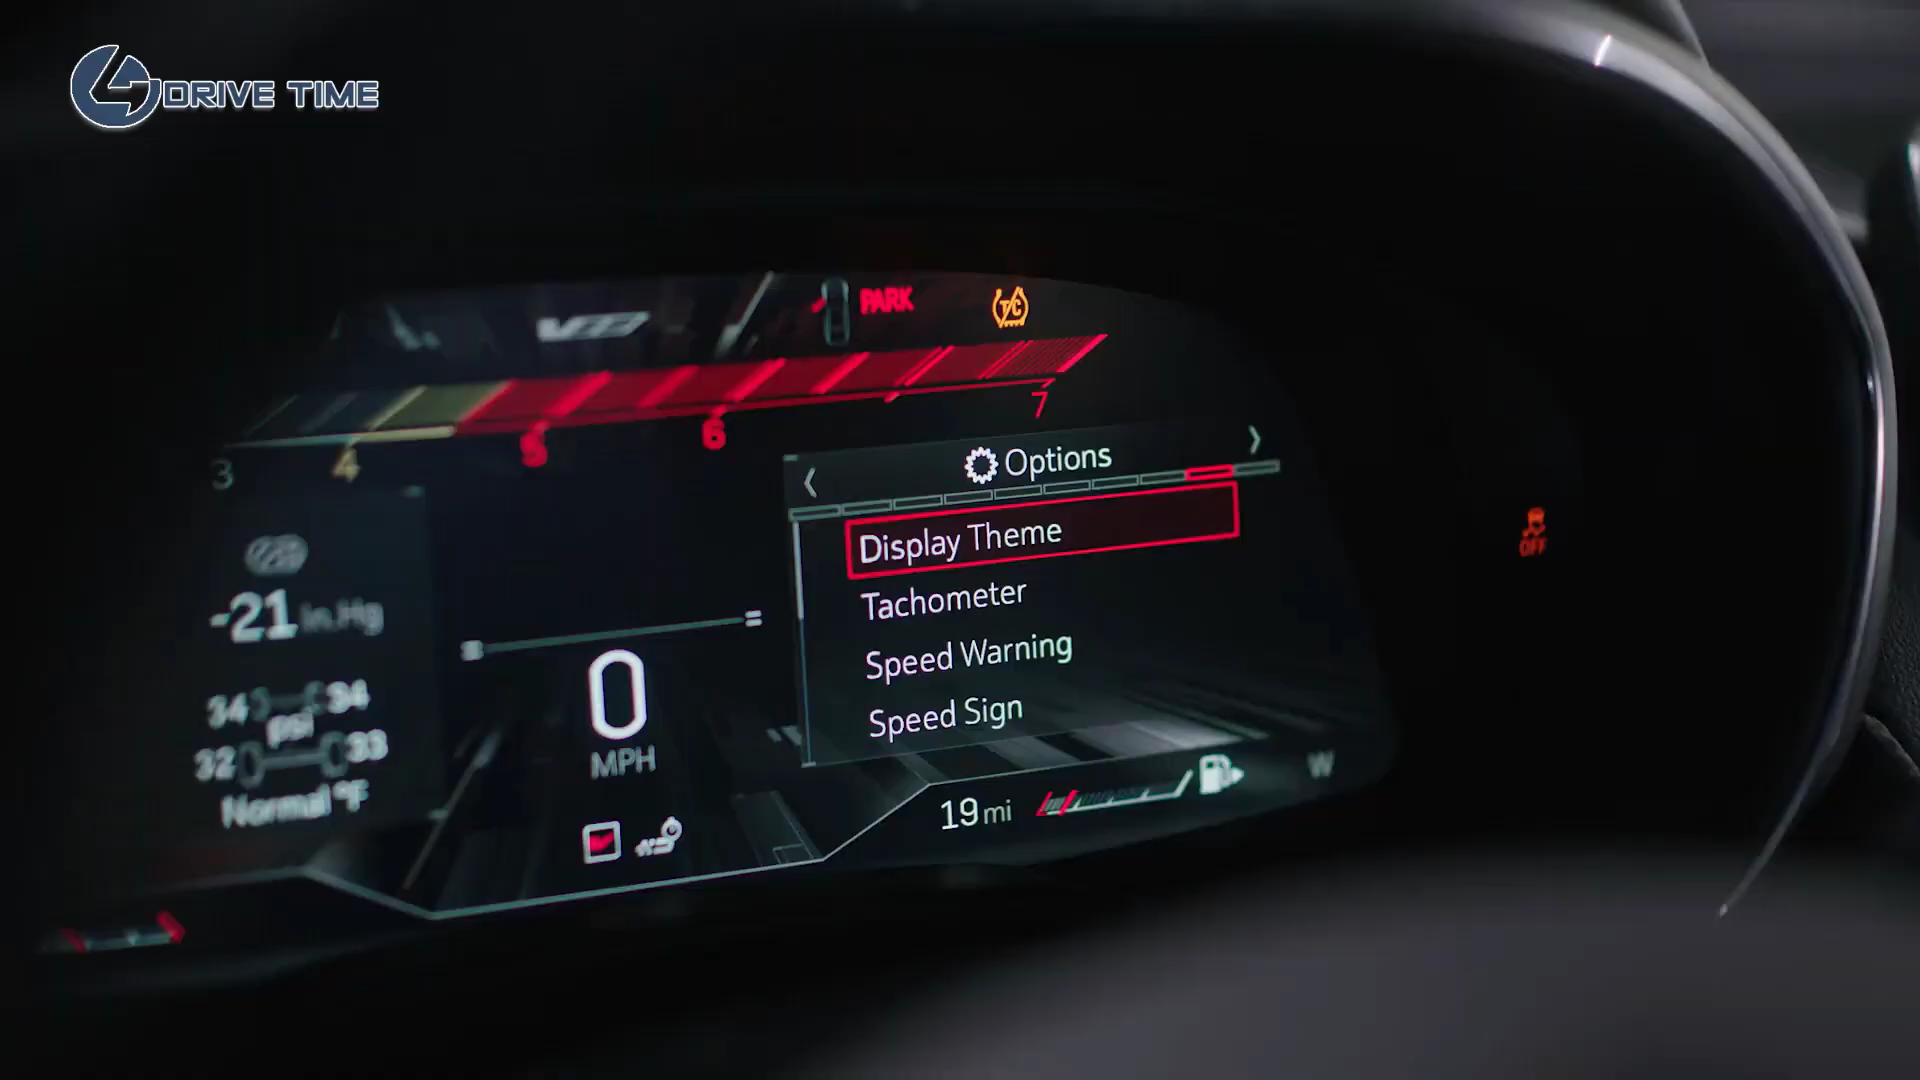 DRIVE TIME
PARK
T/C
3 4 5 6 7
Options
Display Theme
Tachometer
Speed Warning
Speed Sign
-21 In.Hg
34 34
psi
32 33
Normal °F
0
MPH
19 mi
W
OFF